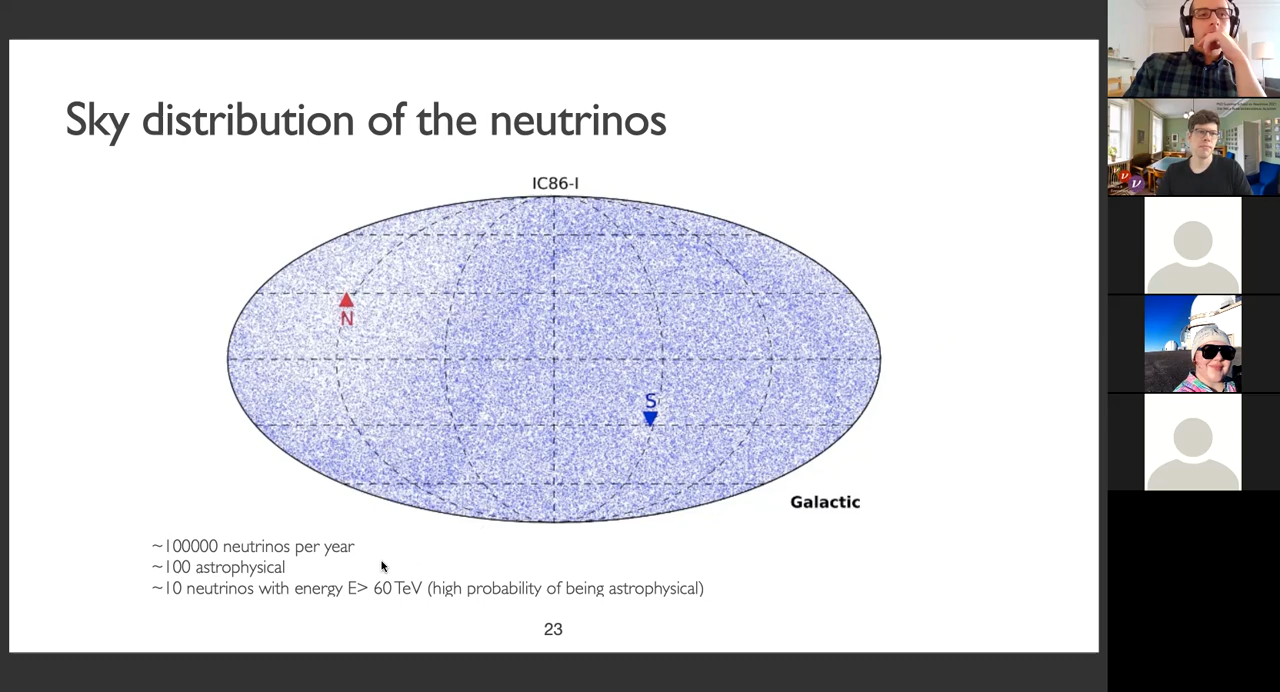 Sky distribution of the neutrinos
IC86-I
N
S
Galactic
~100000 neutrinos per year
~100 astrophysical
~10 neutrinos with energy E> 60 TeV (high probability of being astrophysical)
23
ν
ν